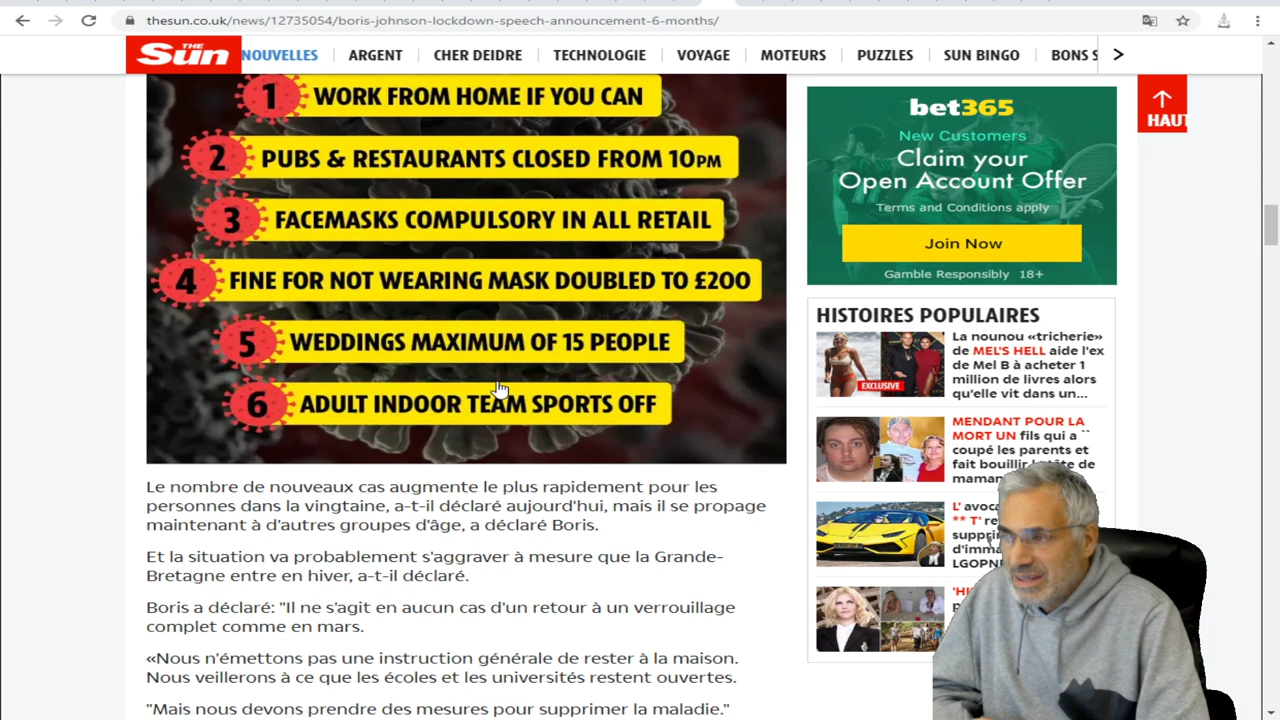 thesun.co.uk/news/12735054/boris-johnson-lockdown-speech-announcement-6-months/
THE Sun
NOUVELLES ARGENT CHER DEIDRE TECHNOLOGIE VOYAGE MOTEURS PUZZLES SUN BINGO BONS S
1 WORK FROM HOME IF YOU CAN
2 PUBS & RESTAURANTS CLOSED FROM 10PM
3 FACEMASKS COMPULSORY IN ALL RETAIL
4 FINE FOR NOT WEARING MASK DOUBLED TO £200
5 WEDDINGS MAXIMUM OF 15 PEOPLE
6 ADULT INDOOR TEAM SPORTS OFF
Le nombre de nouveaux cas augmente le plus rapidement pour les
personnes dans la vingtaine, a-t-il déclaré aujourd'hui, mais il se propage
maintenant à d'autres groupes d'âge, a déclaré Boris.
Et la situation va probablement s'aggraver à mesure que la Grande-
Bretagne entre en hiver, a-t-il déclaré.
Boris a déclaré: "Il ne s'agit en aucun cas d'un retour à un verrouillage
complet comme en mars.
«Nous n'émettons pas une instruction générale de rester à la maison.
Nous veillerons à ce que les écoles et les universités restent ouvertes.
"Mais nous devons prendre des mesures pour supprimer la maladie."
bet365
New Customers
Claim your
Open Account Offer
Terms and Conditions apply
Join Now
Gamble Responsibly 18+
HAUT
HISTOIRES POPULAIRES
La nounou «tricherie»
de MEL'S HELL aide l'ex
de Mel B à acheter 1
million de livres alors
qu'elle vit dans un...
EXCLUSIVE
MENDANT POUR LA
MORT UN fils qui a ``
coupé les parents et
fait bouillir tête de
maman
L' avoca
** T' re
suppri
d'imma
LGOPN
'HI